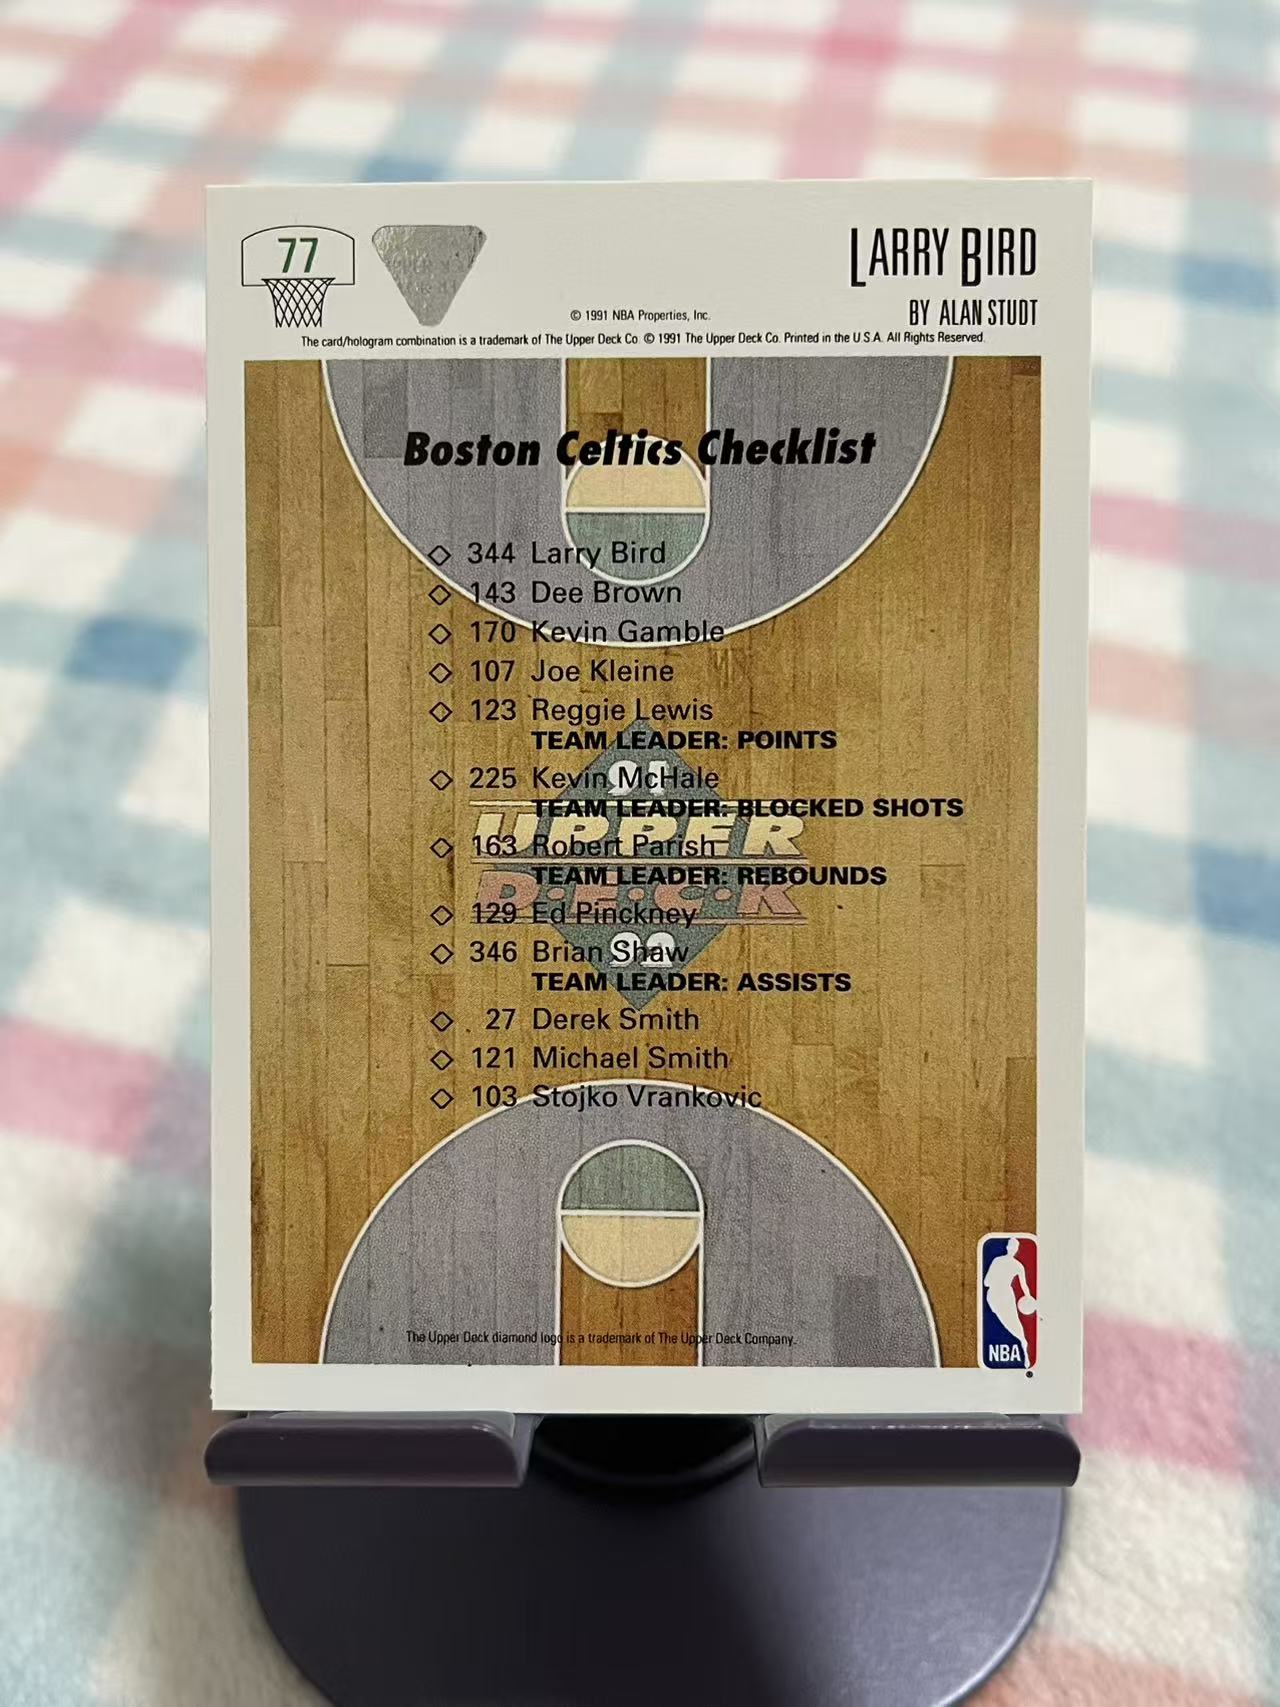 77
LARRY BIRD
BY ALAN STUDT
© 1991 NBA Properties, Inc.
The card/hologram combination is a trademark of The Upper Deck Co. © 1991 The Upper Deck Co. Printed in the U.S.A. All Rights Reserved.
Boston Celtics Checklist
◇ 344 Larry Bird
◇ 143 Dee Brown
◇ 170 Kevin Gamble
◇ 107 Joe Kleine
◇ 123 Reggie Lewis
TEAM LEADER: POINTS
91
◇ 225 Kevin McHale
TEAM LEADER: BLOCKED SHOTS
UPPER
◇ 163 Robert Parish
TEAM LEADER: REBOUNDS
D·E·C·K
◇ 129 Ed Pinckney
◇ 346 Brian Shaw
92
TEAM LEADER: ASSISTS
◇ 27 Derek Smith
◇ 121 Michael Smith
◇ 103 Stojko Vrankovic
The Upper Deck diamond logo is a trademark of The Upper Deck Company.
NBA
®